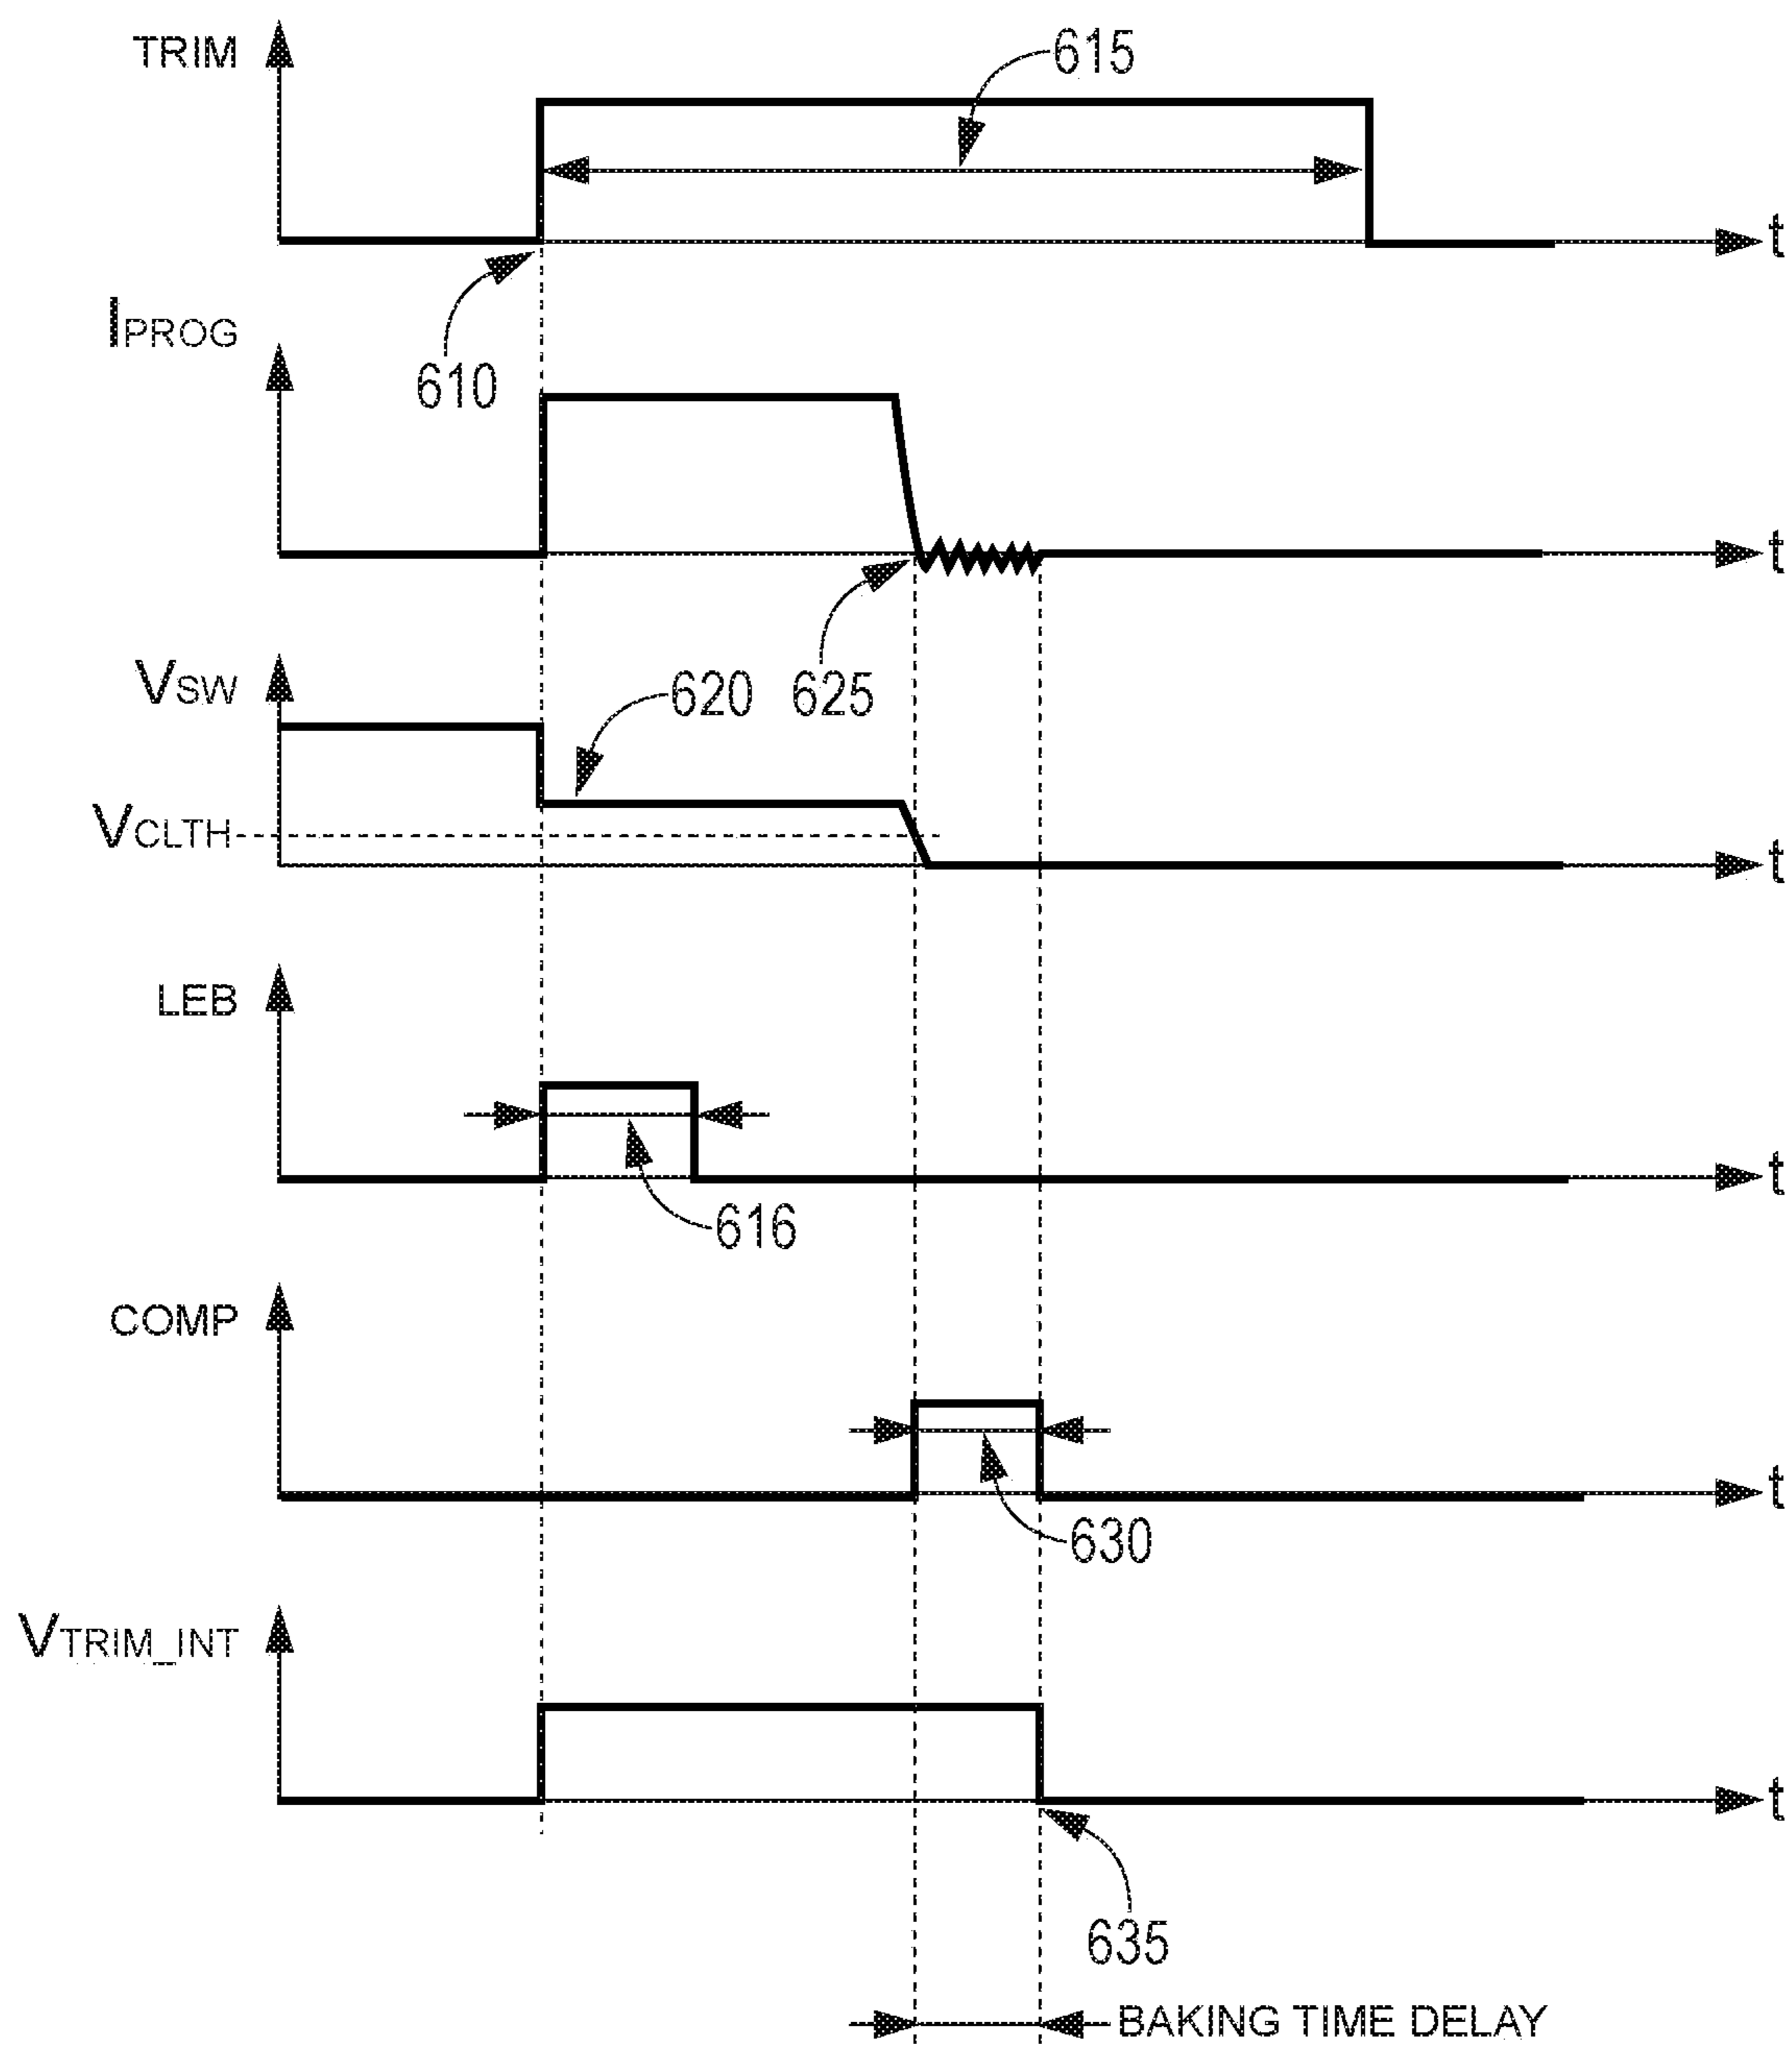 TRIM
615
t
610
IPROG
t
625
VSW
620
VCLTH
t
LEB
616
t
COMP
630
t
VTRIM_INT
t
635
BAKING TIME DELAY